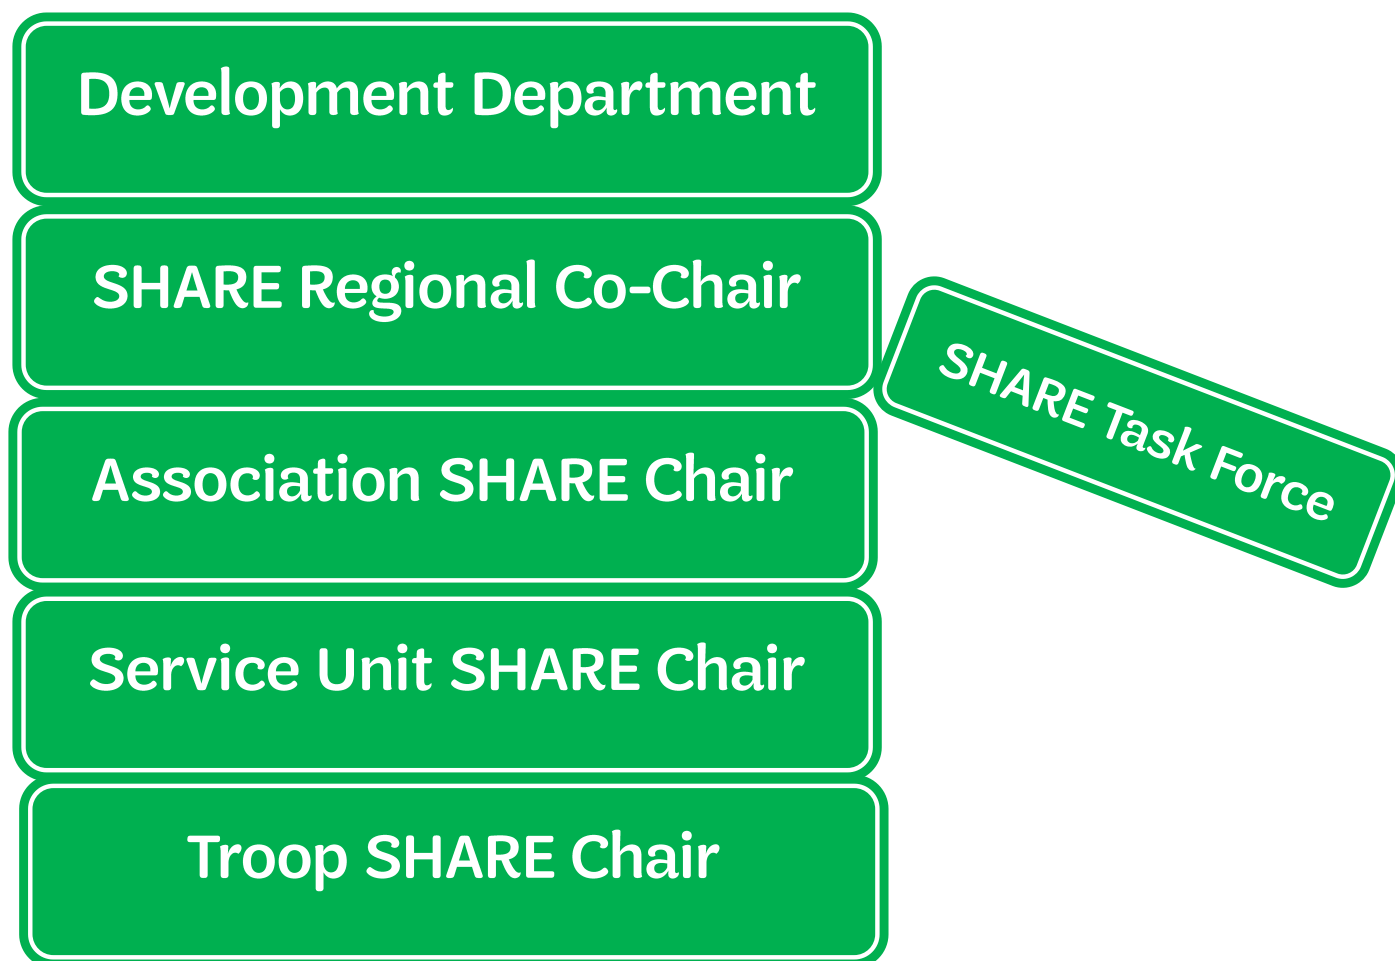 Development Department
SHARE Regional Co-Chair
SHARE Task Force
Association SHARE Chair
Service Unit SHARE Chair
Troop SHARE Chair